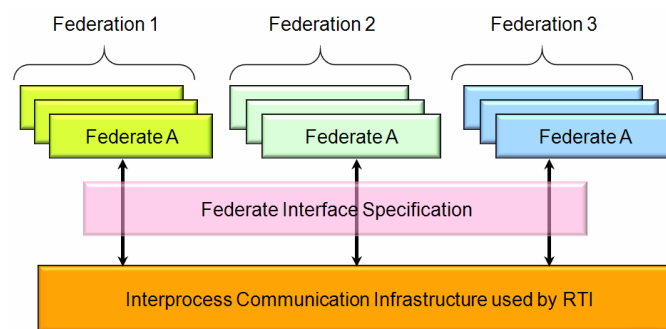 Federation 1
Federation 2
Federation 3
Federate A
Federate A
Federate A
Federate Interface Specification
Interprocess Communication Infrastructure used by RTI